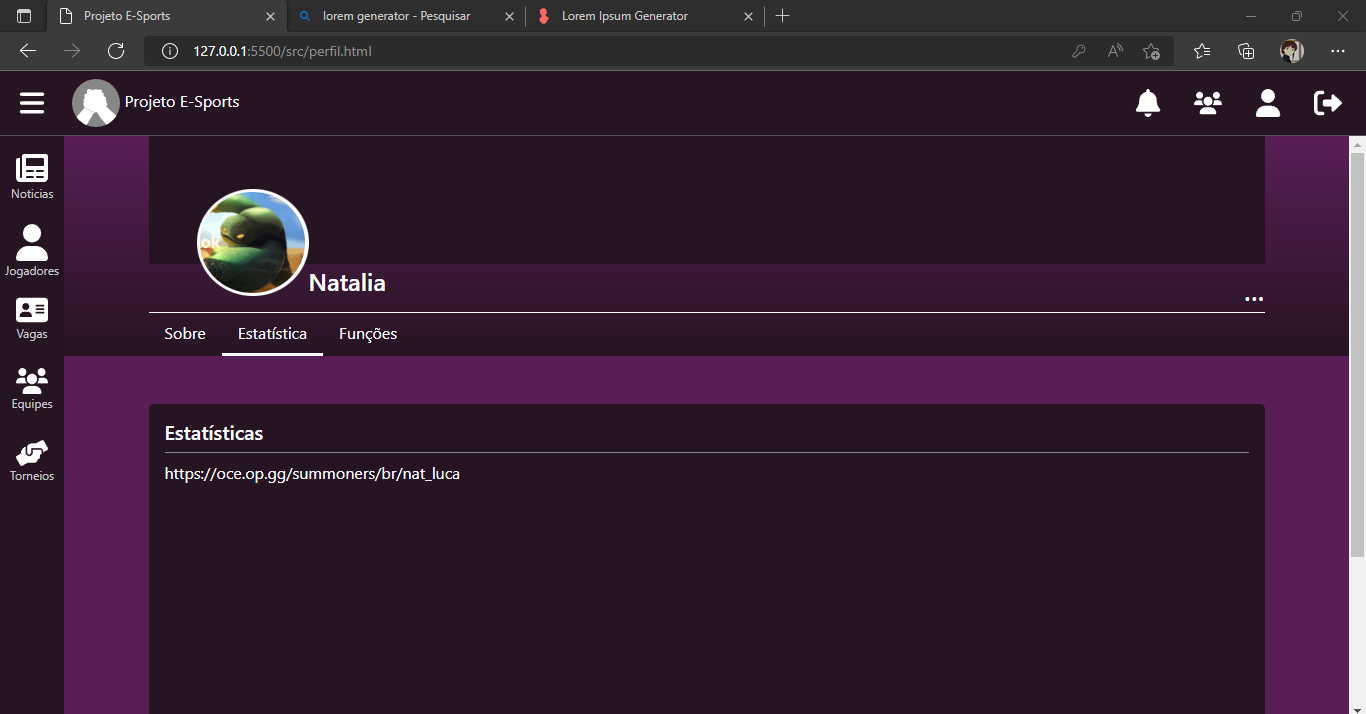 Projeto E-Sports
lorem generator - Pesquisar
Lorem Ipsum Generator
127.0.0.1:5500/src/perfil.html
Projeto E-Sports
Noticias
Jogadores
Vagas
Equipes
Torneios
ok
Natalia
Sobre
Estatística
Funções
Estatísticas
https://oce.op.gg/summoners/br/nat_luca